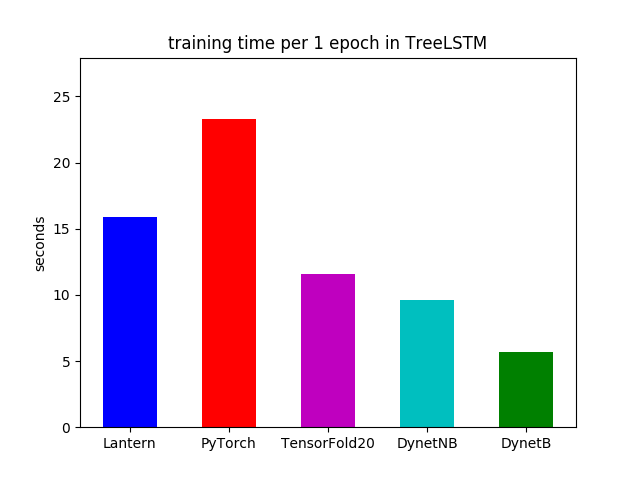 training time per 1 epoch in TreeLSTM
25
20
15
10
5
0
seconds
Lantern PyTorch TensorFold20 DynetNB DynetB